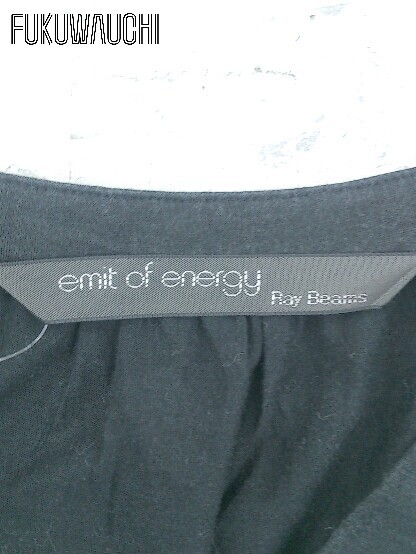 FUKUWAUCHI
emit of energy
Ray Beams